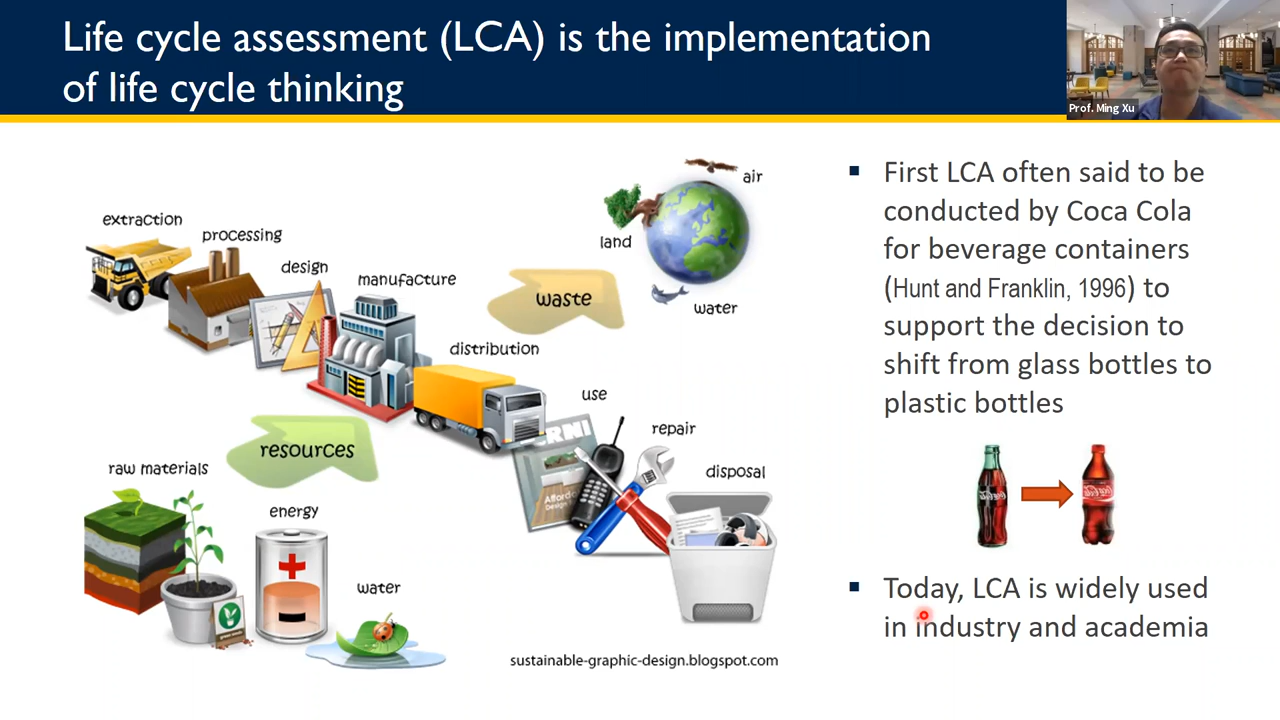 Life cycle assessment (LCA) is the implementation
of life cycle thinking
Prof. Ming Xu
extraction
processing
design
manufacture
distribution
use
repair
disposal
air
land
water
waste
resources
raw materials
energy
water
sustainable-graphic-design.blogspot.com
▪ First LCA often said to be
conducted by Coca Cola
for beverage containers
(Hunt and Franklin, 1996) to
support the decision to
shift from glass bottles to
plastic bottles
▪ Today, LCA is widely used
in industry and academia